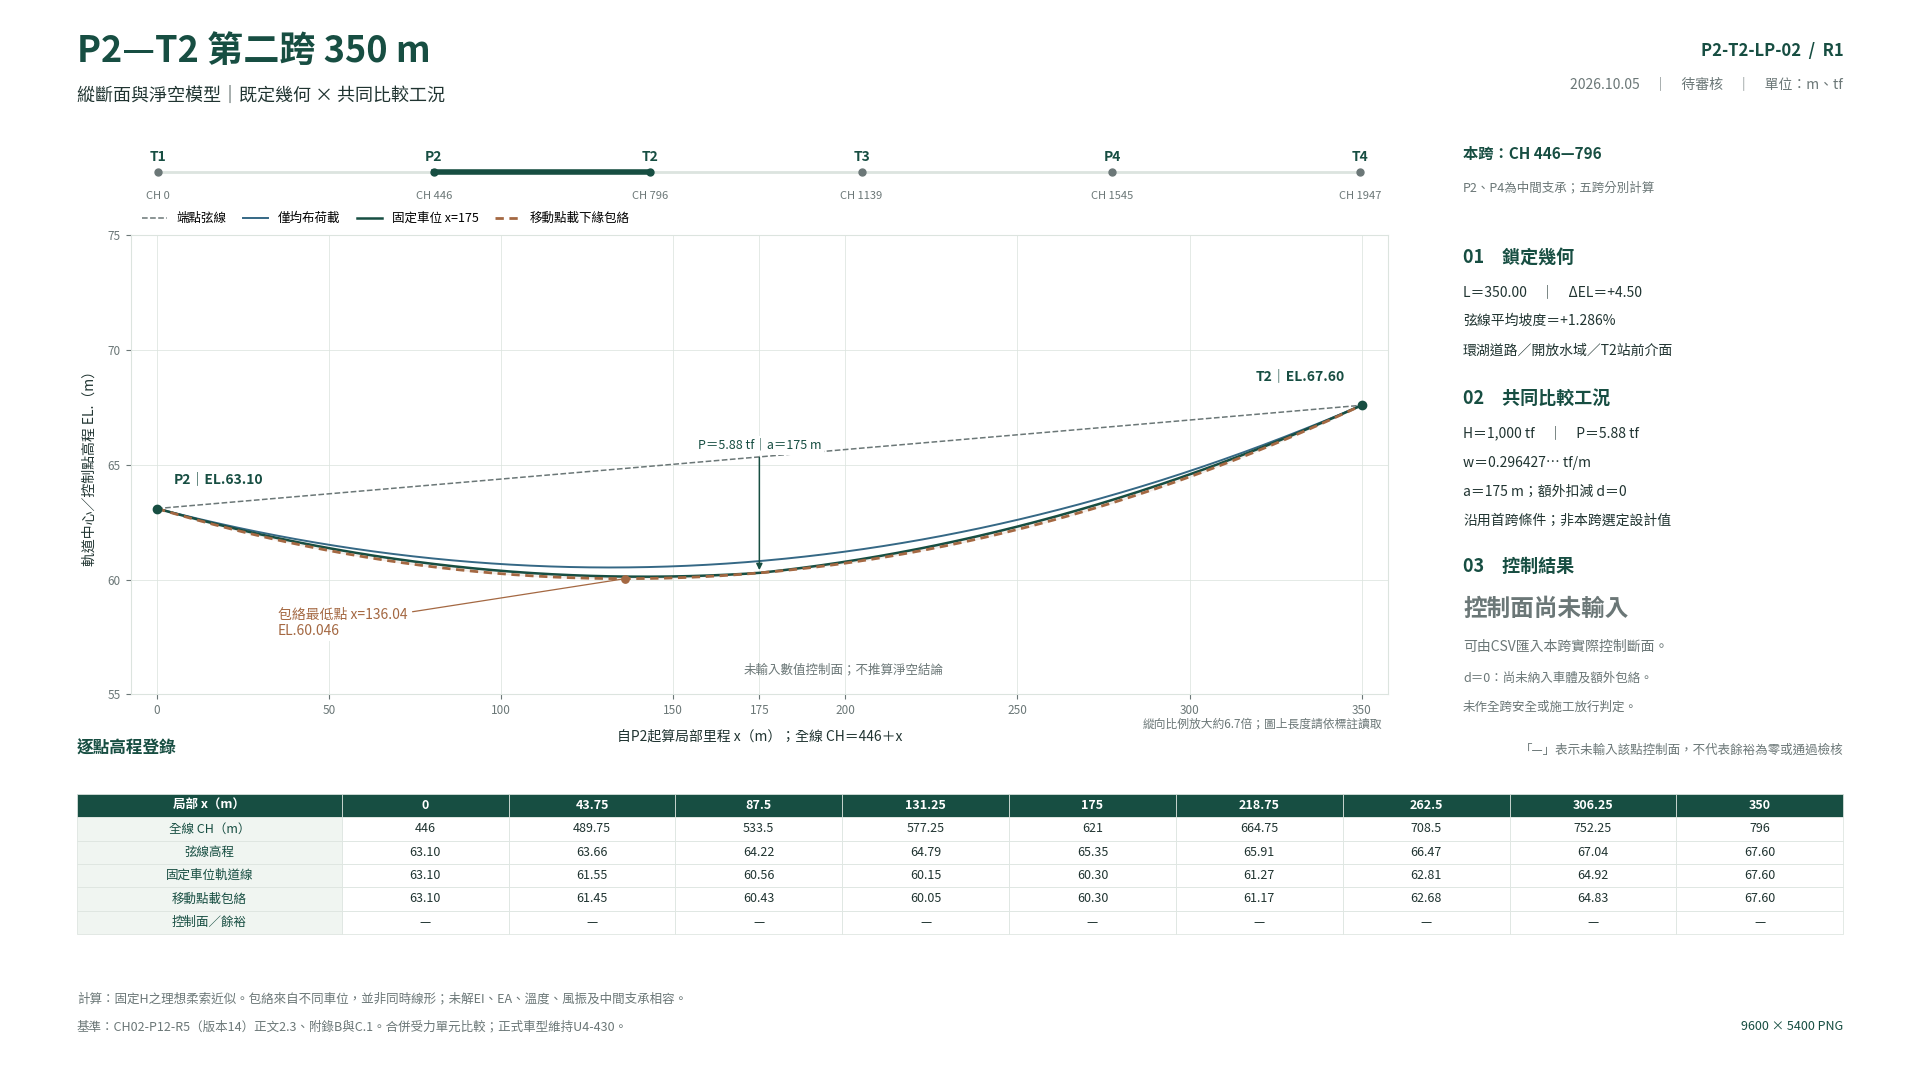 P2—T2 第二跨 350 m
P2-T2-LP-02 / R1
縱斷面與淨空模型｜既定幾何 × 共同比較工況
2026.10.05 ｜ 待審核 ｜ 單位：m、tf
T1 P2 T2 T3 P4 T4
CH 0 CH 446 CH 796 CH 1139 CH 1545 CH 1947
本跨：CH 446—796
P2、P4為中間支承；五跨分別計算
端點弦線 僅均布荷載 固定車位 x=175 移動點載下緣包絡
軌道中心／控制點高程 EL.（m）
75
70
65
60
55
T2｜EL.67.60
P＝5.88 tf｜a＝175 m
P2｜EL.63.10
包絡最低點 x=136.04
EL.60.046
未輸入數值控制面；不推算淨空結論
0 50 100 150 175 200 250 300 350
縱向比例放大約6.7倍；圖上長度請依標註讀取
自P2起算局部里程 x（m）；全線 CH＝446＋x
01 鎖定幾何
L＝350.00 ｜ ΔEL＝+4.50
弦線平均坡度＝+1.286%
環湖道路／開放水域／T2站前介面
02 共同比較工況
H＝1,000 tf ｜ P＝5.88 tf
w＝0.296427⋯ tf/m
a＝175 m；額外扣減 d＝0
沿用首跨條件；非本跨選定設計值
03 控制結果
控制面尚未輸入
可由CSV匯入本跨實際控制斷面。
d＝0：尚未納入車體及額外包絡。
未作全跨安全或施工放行判定。
逐點高程登錄
「—」表示未輸入該點控制面，不代表餘裕為零或通過檢核
局部 x（m） 0 43.75 87.5 131.25 175 218.75 262.5 306.25 350
全線 CH（m） 446 489.75 533.5 577.25 621 664.75 708.5 752.25 796
弦線高程 63.10 63.66 64.22 64.79 65.35 65.91 66.47 67.04 67.60
固定車位軌道線 63.10 61.55 60.56 60.15 60.30 61.27 62.81 64.92 67.60
移動點載包絡 63.10 61.45 60.43 60.05 60.30 61.17 62.68 64.83 67.60
控制面／餘裕 — — — — — — — — —
計算：固定H之理想柔索近似。包絡來自不同車位，並非同時線形；未解EI、EA、溫度、風振及中間支承相容。
基準：CH02-P12-R5（版本14）正文2.3、附錄B與C.1。合併受力單元比較；正式車型維持U4-430。
9600 × 5400 PNG